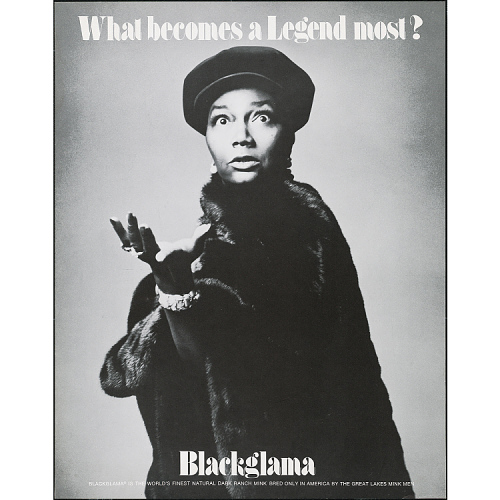 What becomes a Legend most?
Blackglama
BLACKGLAMA® IS THE WORLD'S FINEST NATURAL DARK RANCH MINK BRED ONLY IN AMERICA BY THE GREAT LAKES MINK MEN